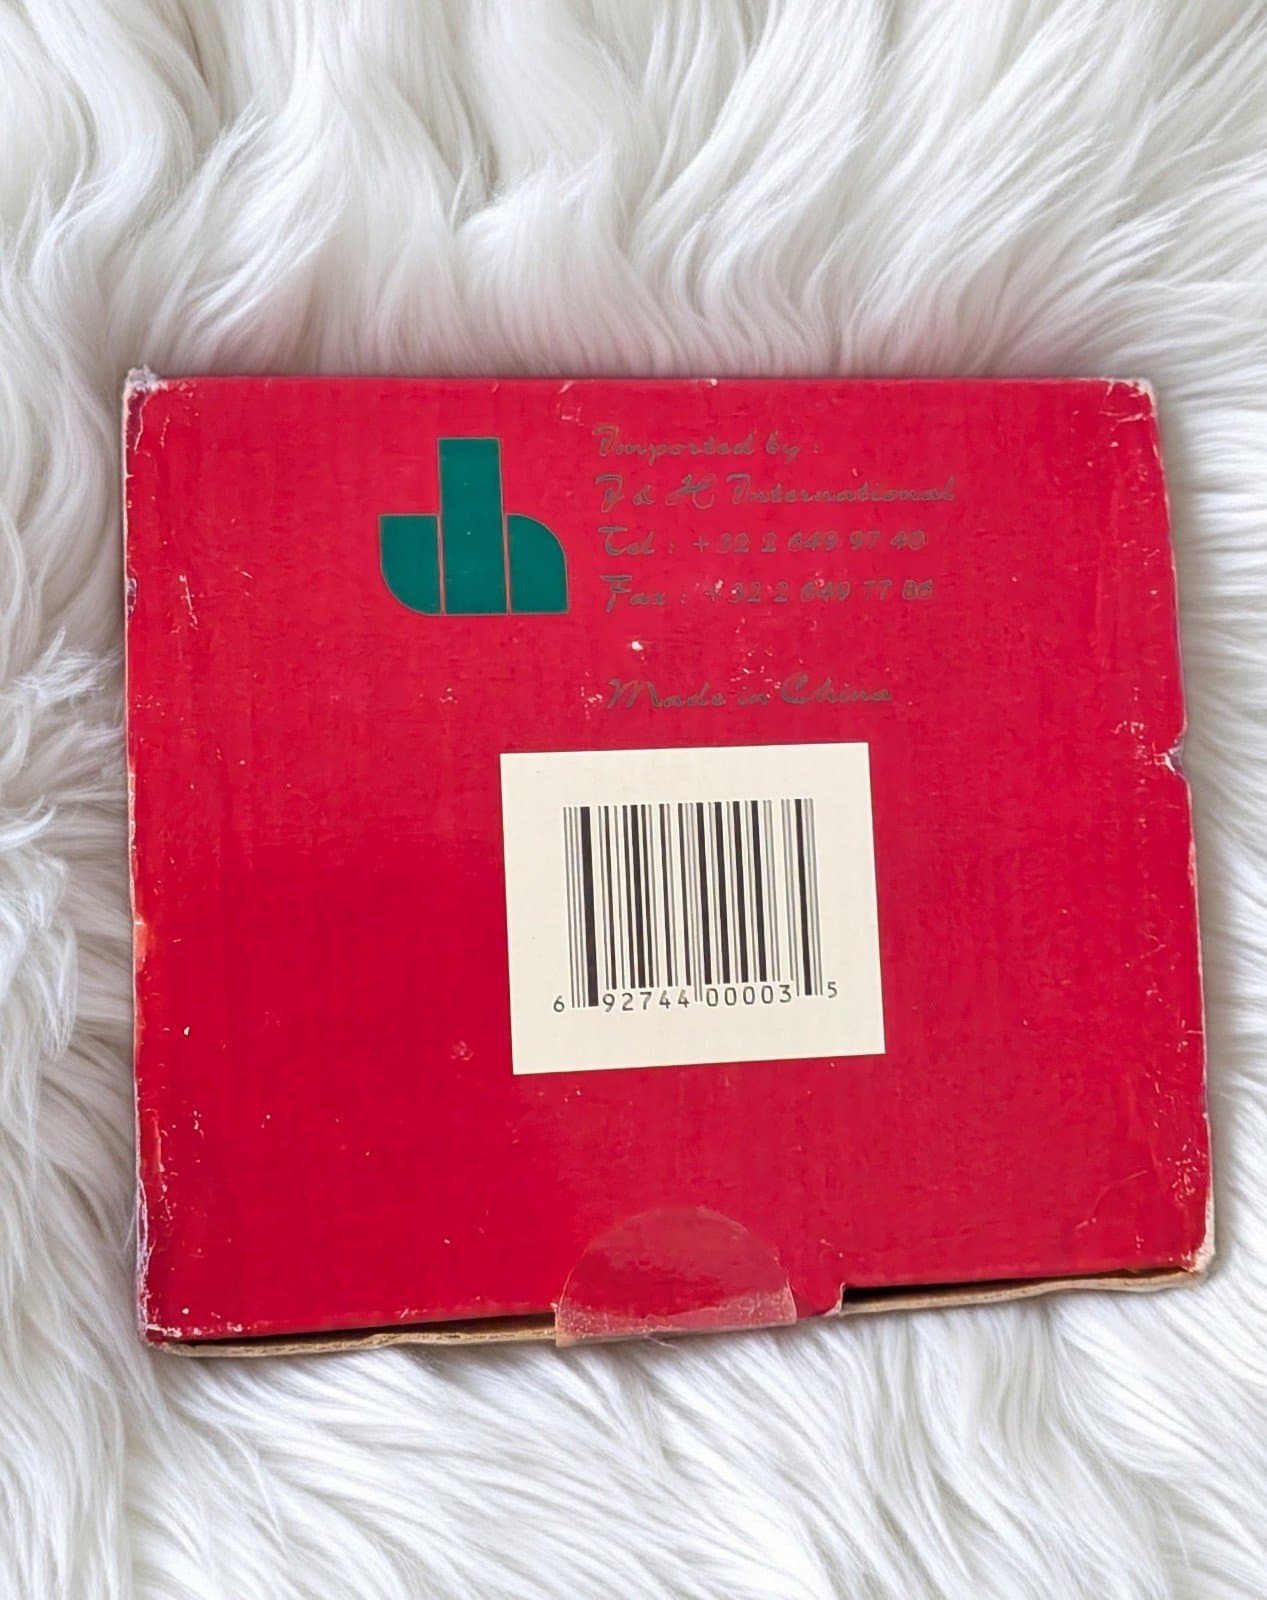 Imported by :
J & H International
Tel : +32 2 649 97 40
Fax : +32 2 649 77 86
Made in China
6 92744 00003 5